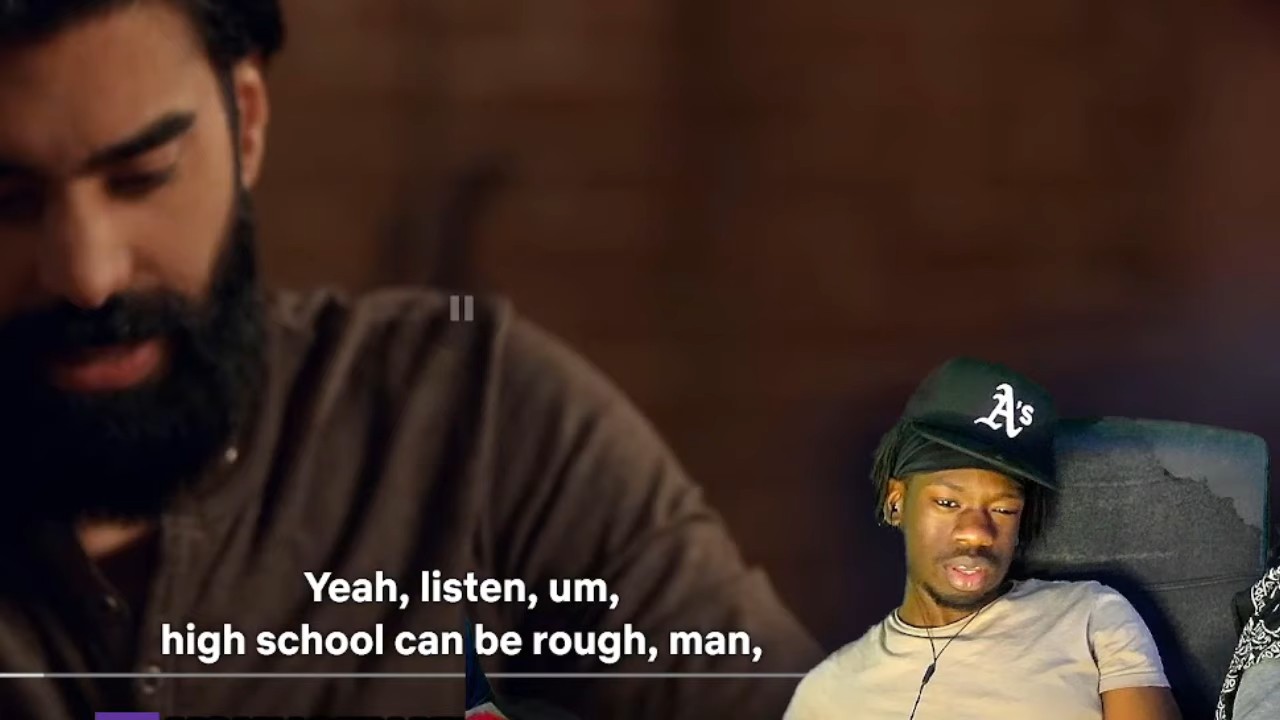 A's
Yeah, listen, um,
high school can be rough, man,